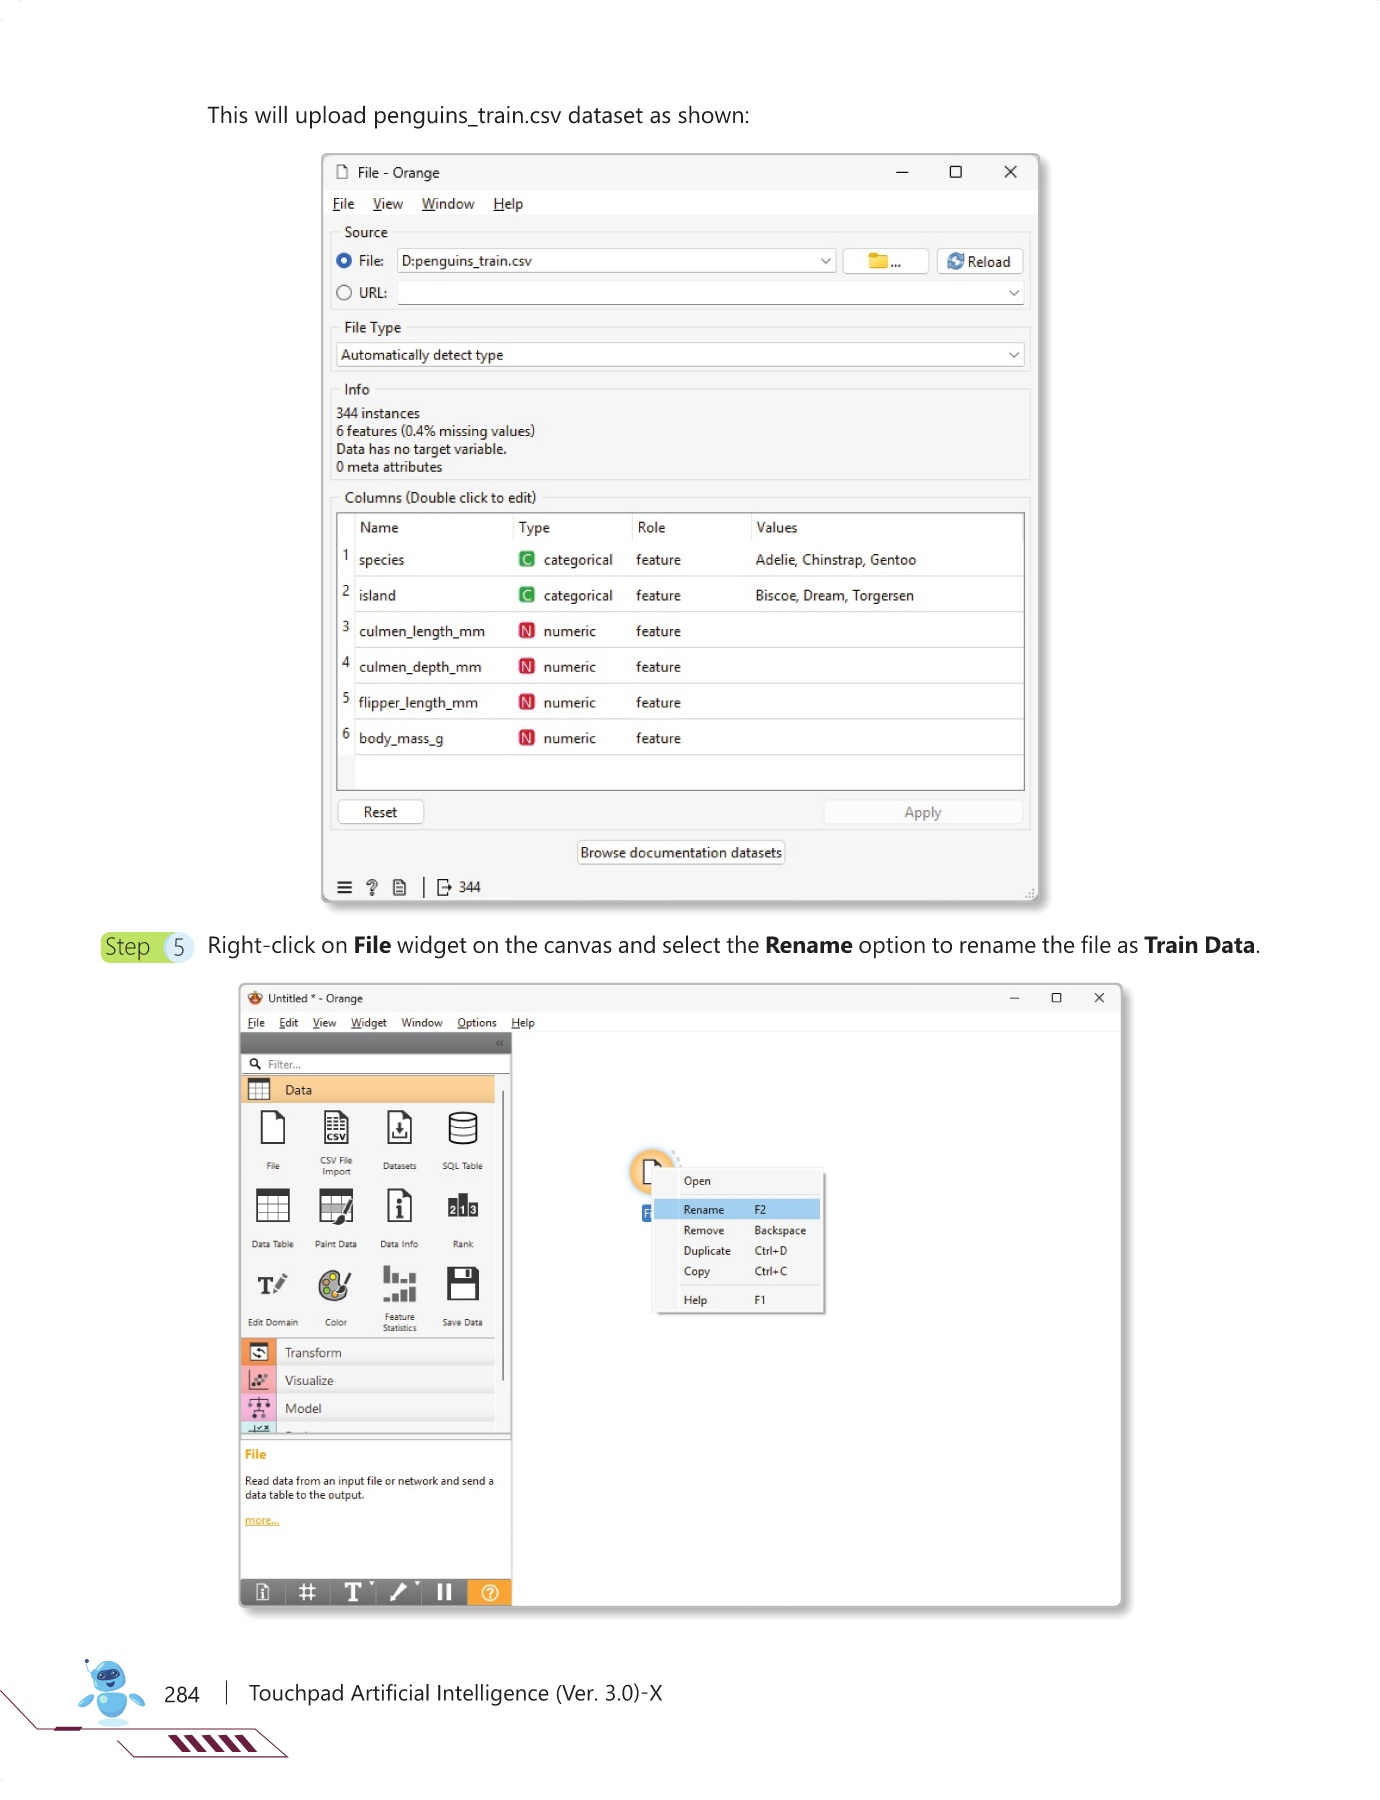 This will upload penguins_train.csv dataset as shown:
File - Orange
File View Window Help
Source
File: D:penguins_train.csv ... Reload
URL:
File Type
Automatically detect type
Info
344 instances
6 features (0.4% missing values)
Data has no target variable.
0 meta attributes
Columns (Double click to edit)
Name Type Role Values
1 species C categorical feature Adelie, Chinstrap, Gentoo
2 island C categorical feature Biscoe, Dream, Torgersen
3 culmen_length_mm N numeric feature
4 culmen_depth_mm N numeric feature
5 flipper_length_mm N numeric feature
6 body_mass_g N numeric feature
Reset Apply
Browse documentation datasets
? 344
Step 5 Right-click on File widget on the canvas and select the Rename option to rename the file as Train Data.
Untitled * - Orange
File Edit View Widget Window Options Help
Filter...
Data
CSV
File CSV File Import Datasets SQL Table
2 1 3
Data Table Paint Data Data Info Rank
Edit Domain Color Feature Statistics Save Data
Transform
Visualize
Model
Open
Rename F2
Remove Backspace
Duplicate Ctrl+D
Copy Ctrl+C
Help F1
File
Read data from an input file or network and send a
data table to the output.
more...
284 | Touchpad Artificial Intelligence (Ver. 3.0)-X